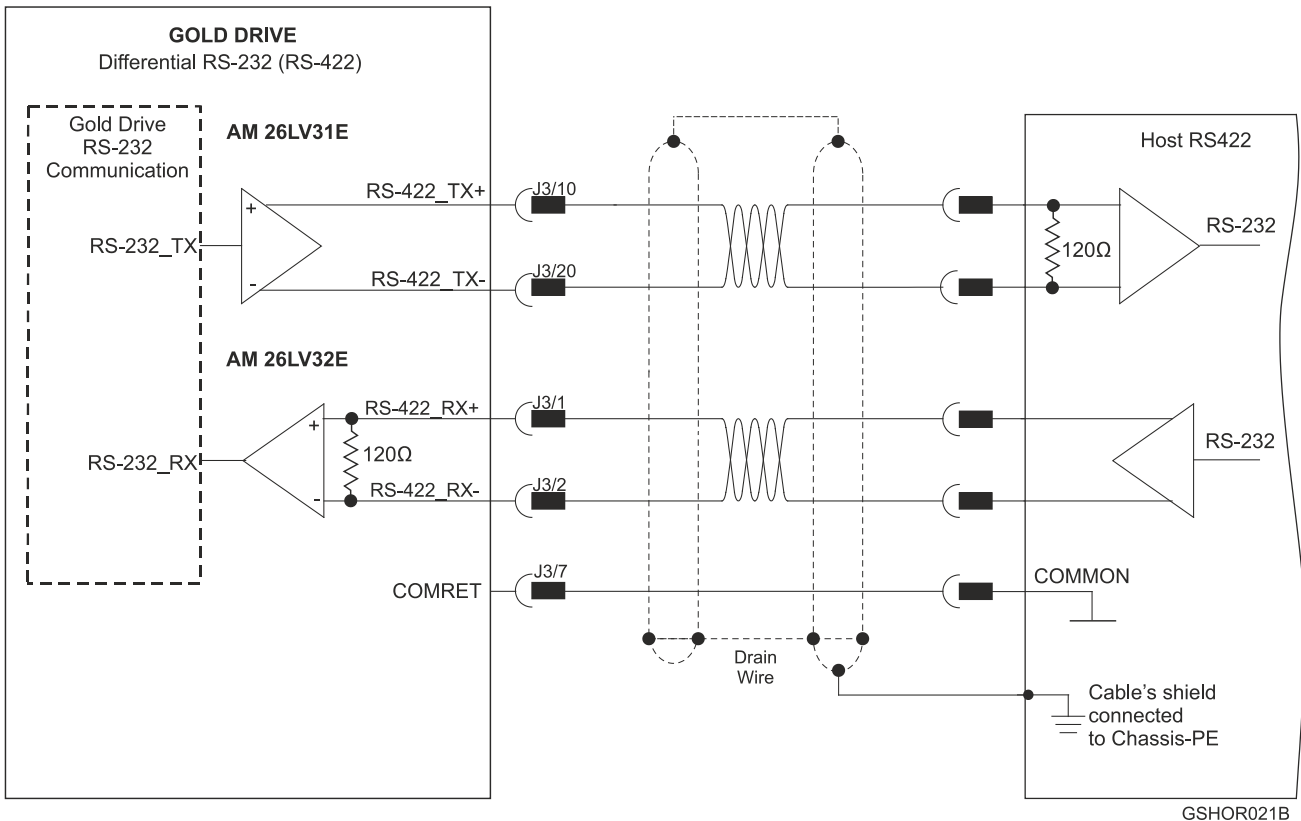 GOLD DRIVE
Differential RS-232 (RS-422)
Gold Drive
RS-232
Communication
AM 26LV31E
Host RS422
RS-422_TX+
J3/10
+
RS-232_TX
RS-232
120Ω
-
RS-422_TX-
J3/20
AM 26LV32E
RS-422_RX+
J3/1
+
RS-232_RX
120Ω
RS-232
-
RS-422_RX-
J3/2
COMRET
J3/7
COMMON
Drain
Wire
Cable's shield
connected
to Chassis-PE
GSHOR021B